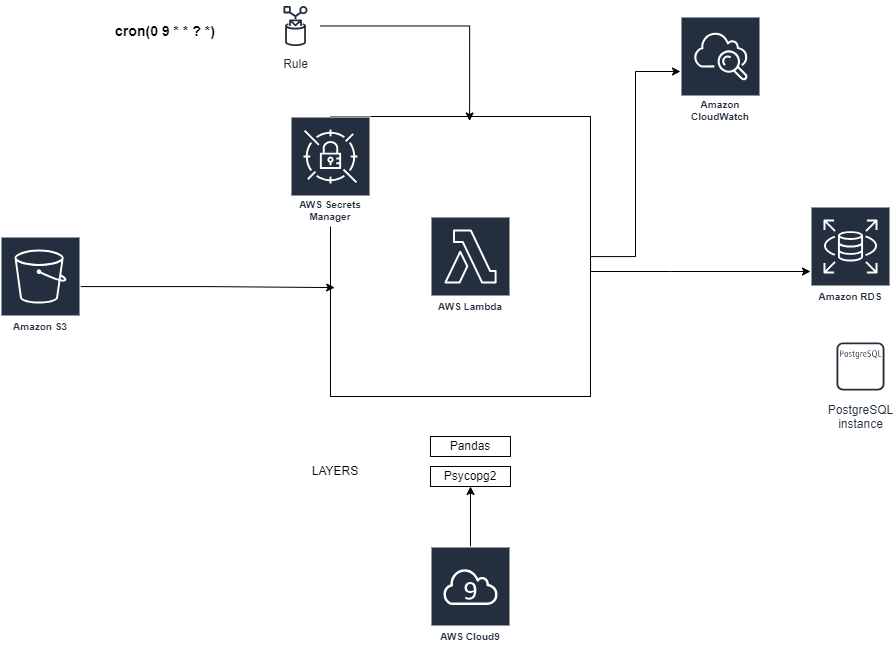 cron(0 9 * * ? *)
Rule
Amazon
CloudWatch
AWS Secrets
Manager
Amazon S3
AWS Lambda
Amazon RDS
PostgreSQL
PostgreSQL
instance
Pandas
LAYERS
Psycopg2
9
AWS Cloud9